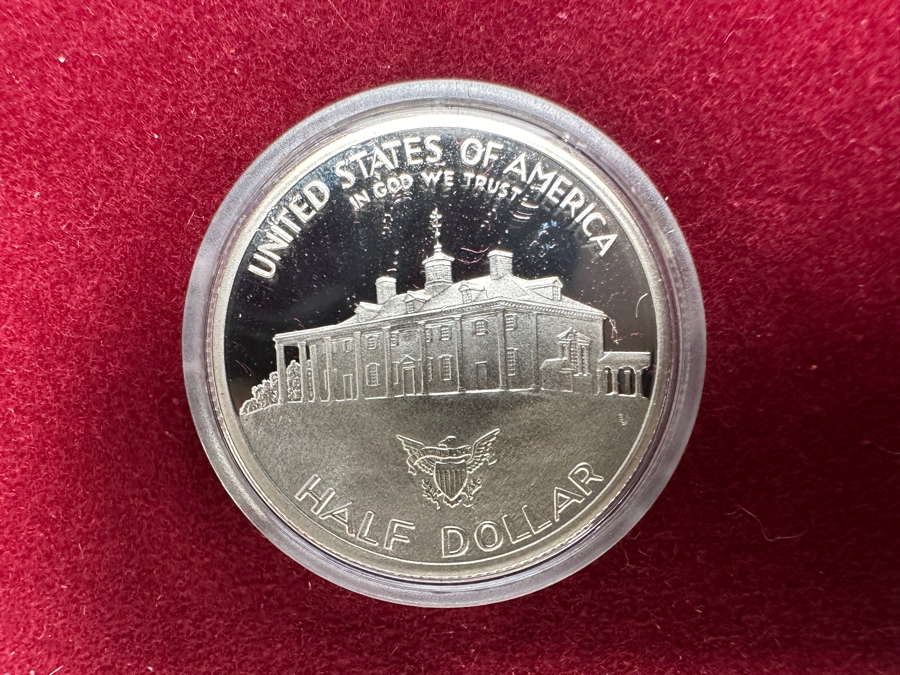 UNITED STATES OF AMERICA
IN GOD WE TRUST
HALF DOLLAR